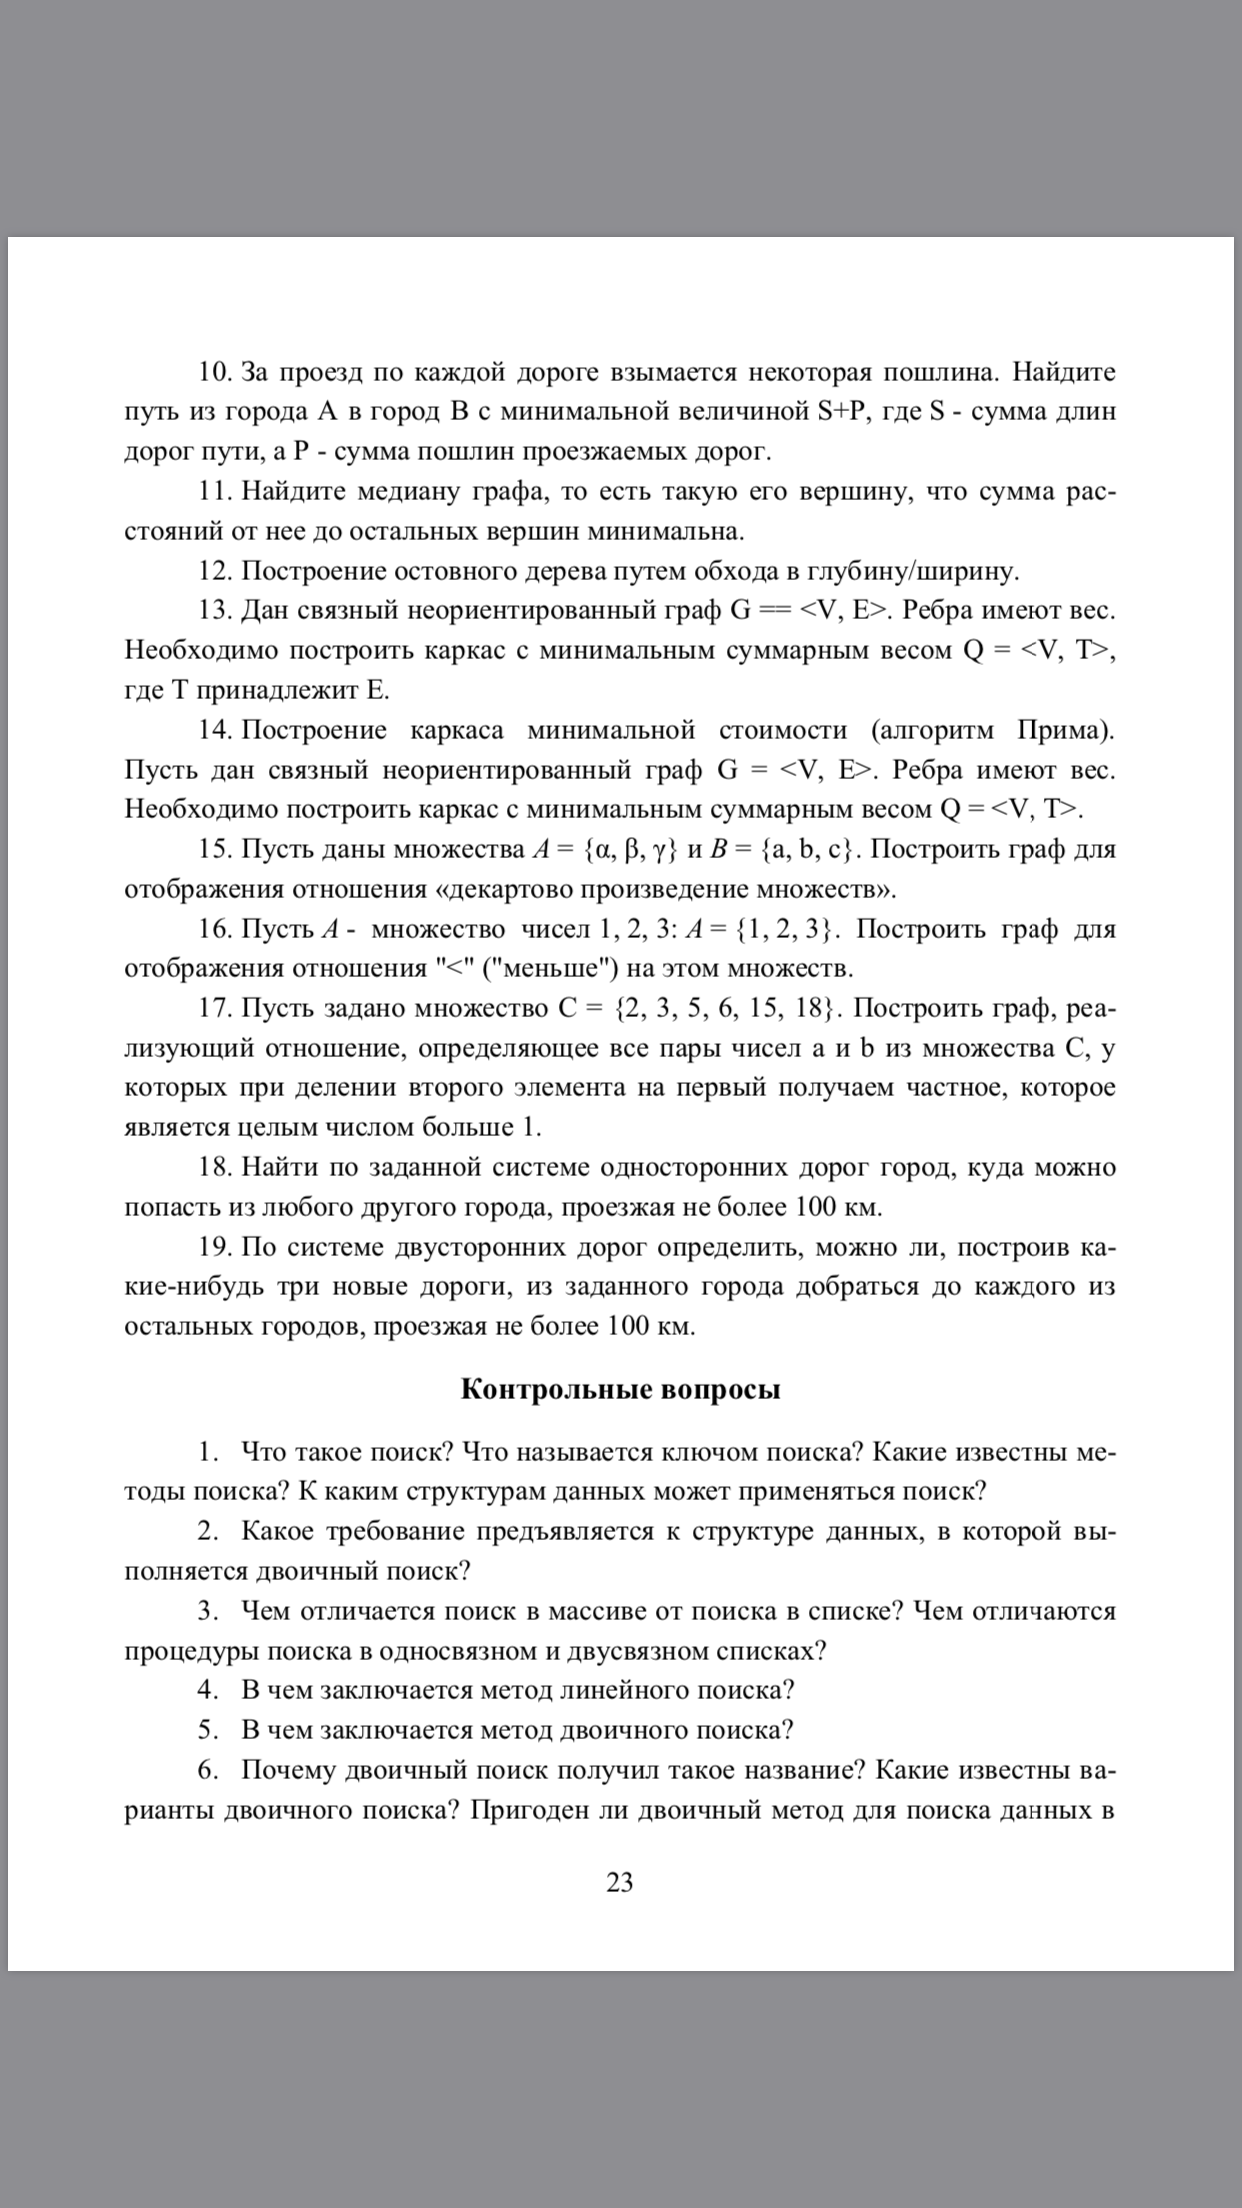 10. За проезд по каждой дороге взымается некоторая пошлина. Найдите
путь из города А в город В с минимальной величиной S+P, где S - сумма длин
дорог пути, а Р - сумма пошлин проезжаемых дорог.
11. Найдите медиану графа, то есть такую его вершину, что сумма рас-
стояний от нее до остальных вершин минимальна.
12. Построение остовного дерева путем обхода в глубину/ширину.
13. Дан связный неориентированный граф G == <V, E>. Ребра имеют вес.
Необходимо построить каркас с минимальным суммарным весом Q = <V, T>,
где Т принадлежит Е.
14. Построение каркаса минимальной стоимости (алгоритм Прима).
Пусть дан связный неориентированный граф G = <V, E>. Ребра имеют вес.
Необходимо построить каркас с минимальным суммарным весом Q = <V, T>.
15. Пусть даны множества A = {α, β, γ} и B = {a, b, c}. Построить граф для
отображения отношения «декартово произведение множеств».
16. Пусть A - множество чисел 1, 2, 3: A = {1, 2, 3}. Построить граф для
отображения отношения "<" ("меньше") на этом множеств.
17. Пусть задано множество С = {2, 3, 5, 6, 15, 18}. Построить граф, реа-
лизующий отношение, определяющее все пары чисел a и b из множества С, у
которых при делении второго элемента на первый получаем частное, которое
является целым числом больше 1.
18. Найти по заданной системе односторонних дорог город, куда можно
попасть из любого другого города, проезжая не более 100 км.
19. По системе двусторонних дорог определить, можно ли, построив ка-
кие-нибудь три новые дороги, из заданного города добраться до каждого из
остальных городов, проезжая не более 100 км.
Контрольные вопросы
1. Что такое поиск? Что называется ключом поиска? Какие известны ме-
тоды поиска? К каким структурам данных может применяться поиск?
2. Какое требование предъявляется к структуре данных, в которой вы-
полняется двоичный поиск?
3. Чем отличается поиск в массиве от поиска в списке? Чем отличаются
процедуры поиска в односвязном и двусвязном списках?
4. В чем заключается метод линейного поиска?
5. В чем заключается метод двоичного поиска?
6. Почему двоичный поиск получил такое название? Какие известны ва-
рианты двоичного поиска? Пригоден ли двоичный метод для поиска данных в
23